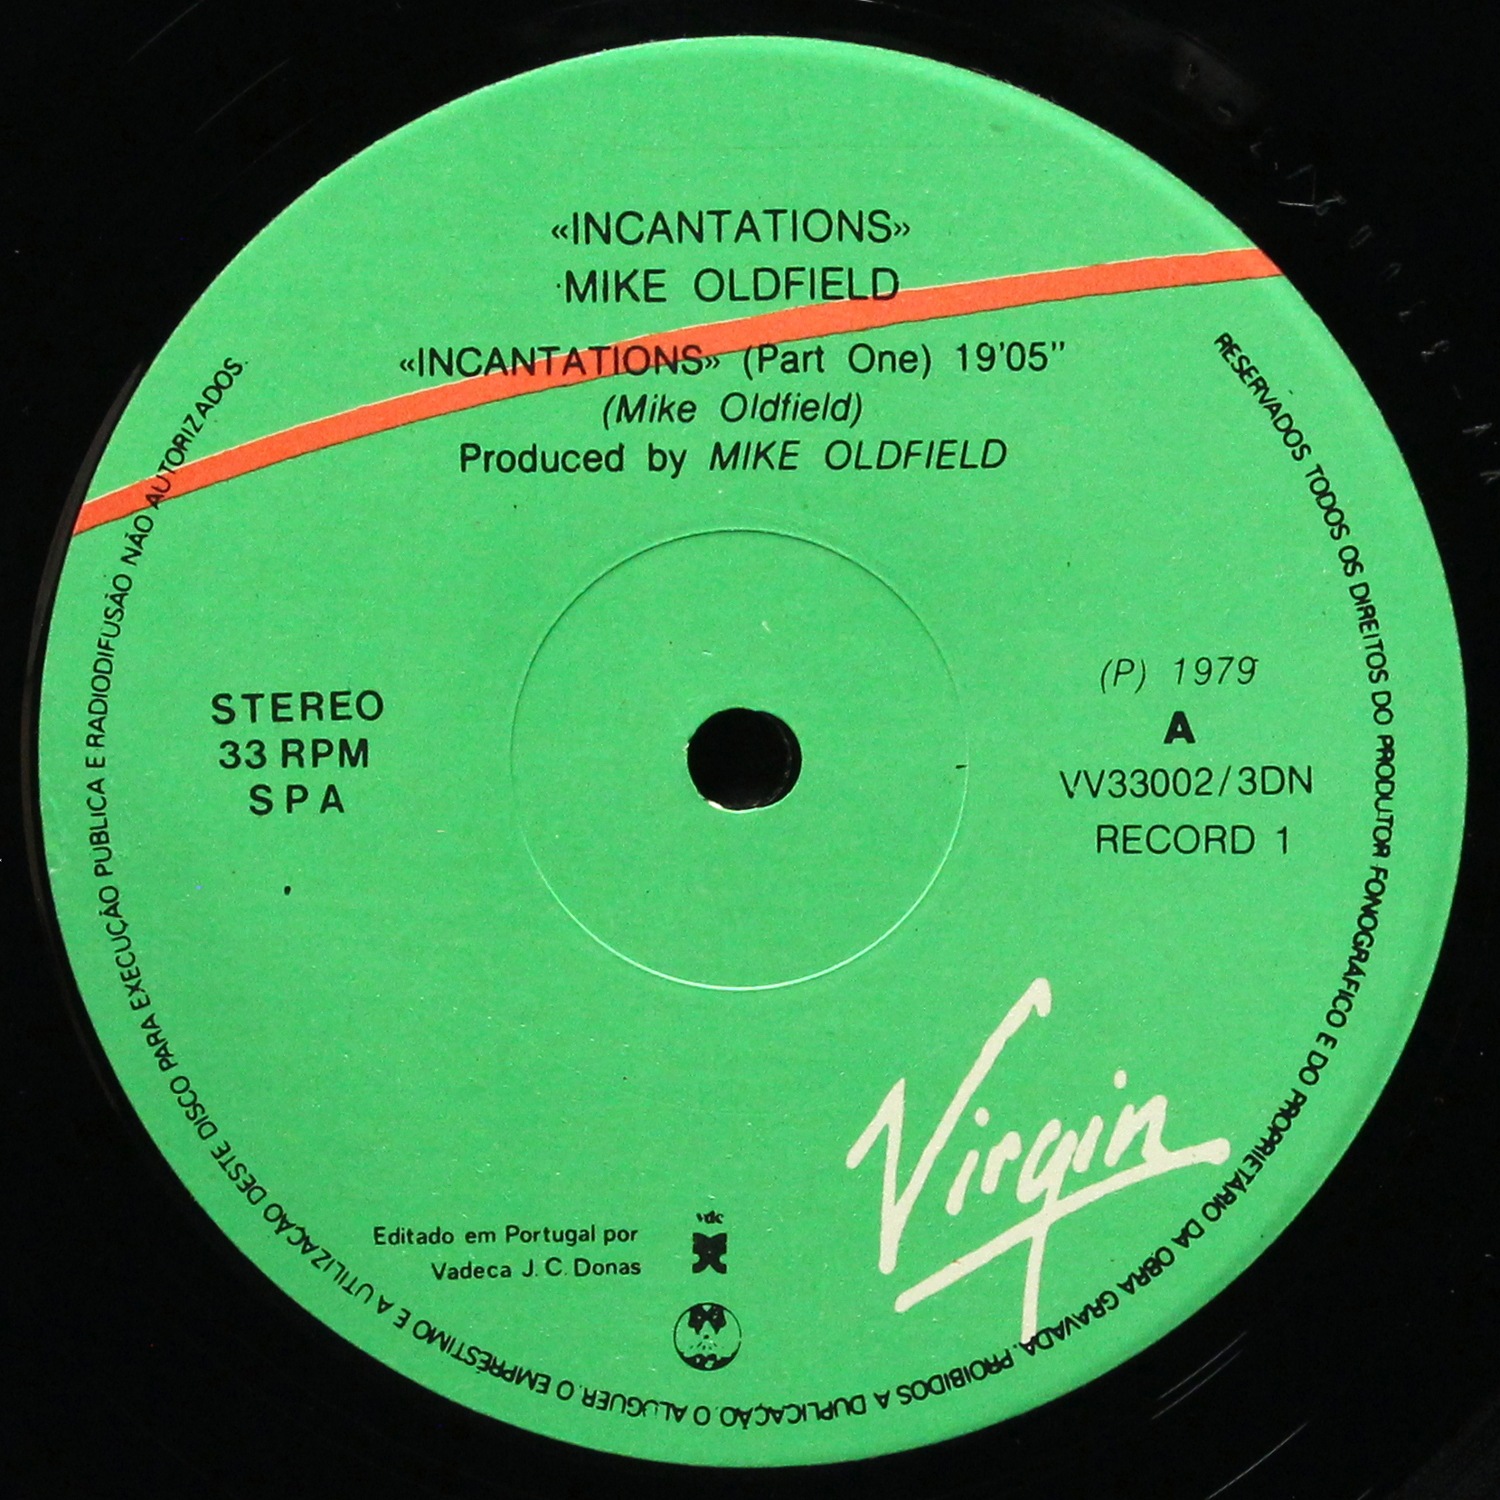 «INCANTATIONS»
MIKE OLDFIELD
«INCANTATIONS» (Part One) 19'05"
(Mike Oldfield)
Produced by MIKE OLDFIELD
STEREO
33 RPM
SPA
(P) 1979
A
VV33002/3DN
RECORD 1
Virgin
vdc
Editado em Portugal por
Vadeca J. C. Donas
RESERVADOS TODOS OS DIREITOS DO PRODUTOR FONOGRAFICO E DO PROPRIETÁRIO DA OBRA GRAVADA. PROIBIDOS A DUPLICAÇÃO. O ALUGUER. O EMPRÉSTIMO E A UTILIZAÇÃO DESTE DISCO PARA EXECUÇÃO PUBLICA E RADIODIFUSÃO NÃO AUTORIZADOS.